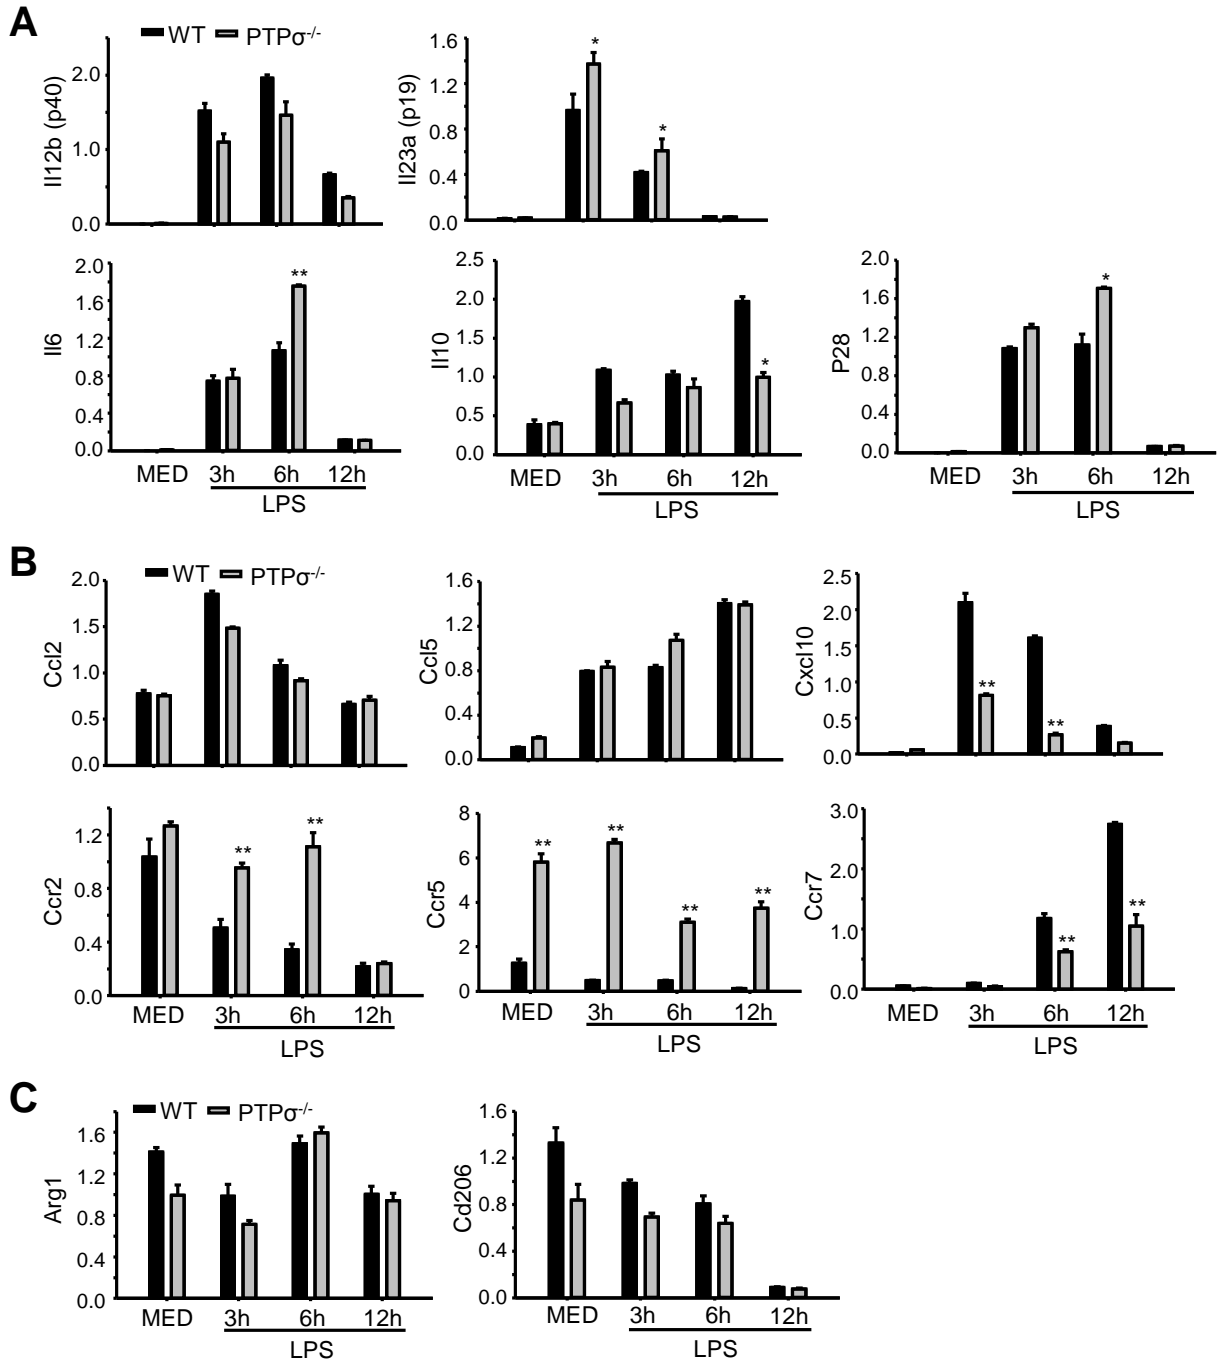 A
WT PTPσ-/-
Il12b (p40)
2.0
1.0
0.0
Il23a (p19)
1.6
1.2
0.8
0.4
0.0
*
*
Il6
2.0
1.6
1.2
0.8
0.4
0.0
**
MED 3h 6h 12h
LPS
Il10
2.5
2.0
1.5
1.0
0.5
0.0
*
MED 3h 6h 12h
LPS
P28
2.0
1.6
1.2
0.8
0.4
0.0
*
MED 3h 6h 12h
LPS
B
WT PTPσ-/-
Ccl2
2.0
1.5
1.0
0.5
0.0
Ccl5
1.6
1.2
0.8
0.4
0.0
Cxcl10
2.5
2.0
1.5
1.0
0.5
0.0
**
**
Ccr2
1.2
0.8
0.4
0.0
**
**
MED 3h 6h 12h
LPS
Ccr5
8
6
4
2
0
**
**
**
**
MED 3h 6h 12h
LPS
Ccr7
3.0
2.0
1.0
0.0
**
**
MED 3h 6h 12h
LPS
C
WT PTPσ-/-
Arg1
1.6
1.2
0.8
0.4
0.0
MED 3h 6h 12h
LPS
Cd206
1.6
1.2
0.8
0.4
0.0
MED 3h 6h 12h
LPS